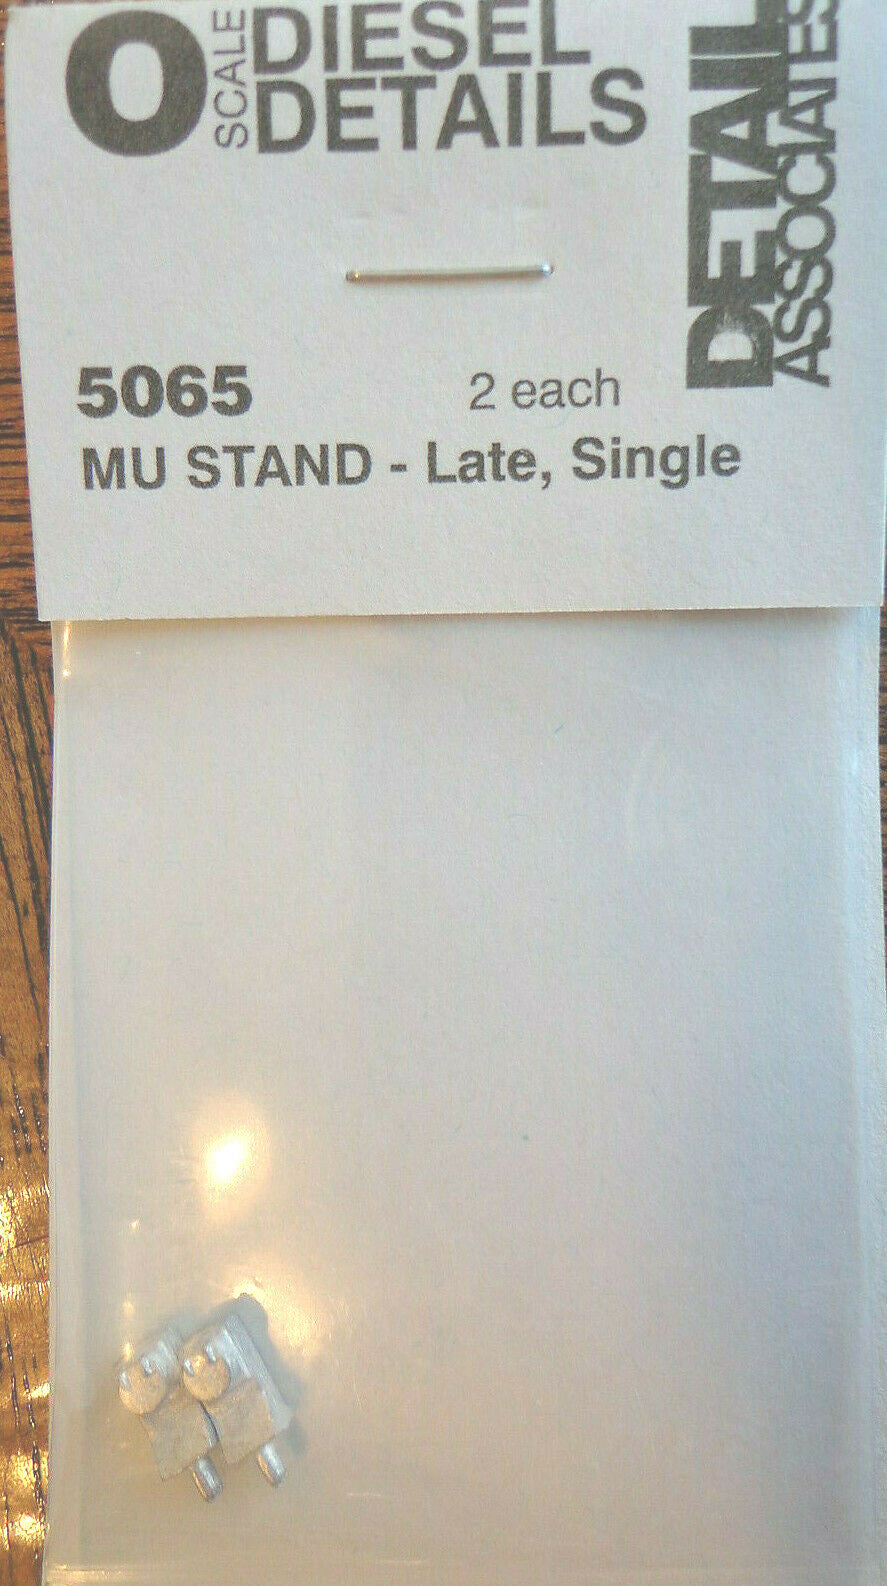 O SCALE DIESEL
DETAILS
DETAIL
ASSOCIATES
5065 2 each
MU STAND - Late, Single